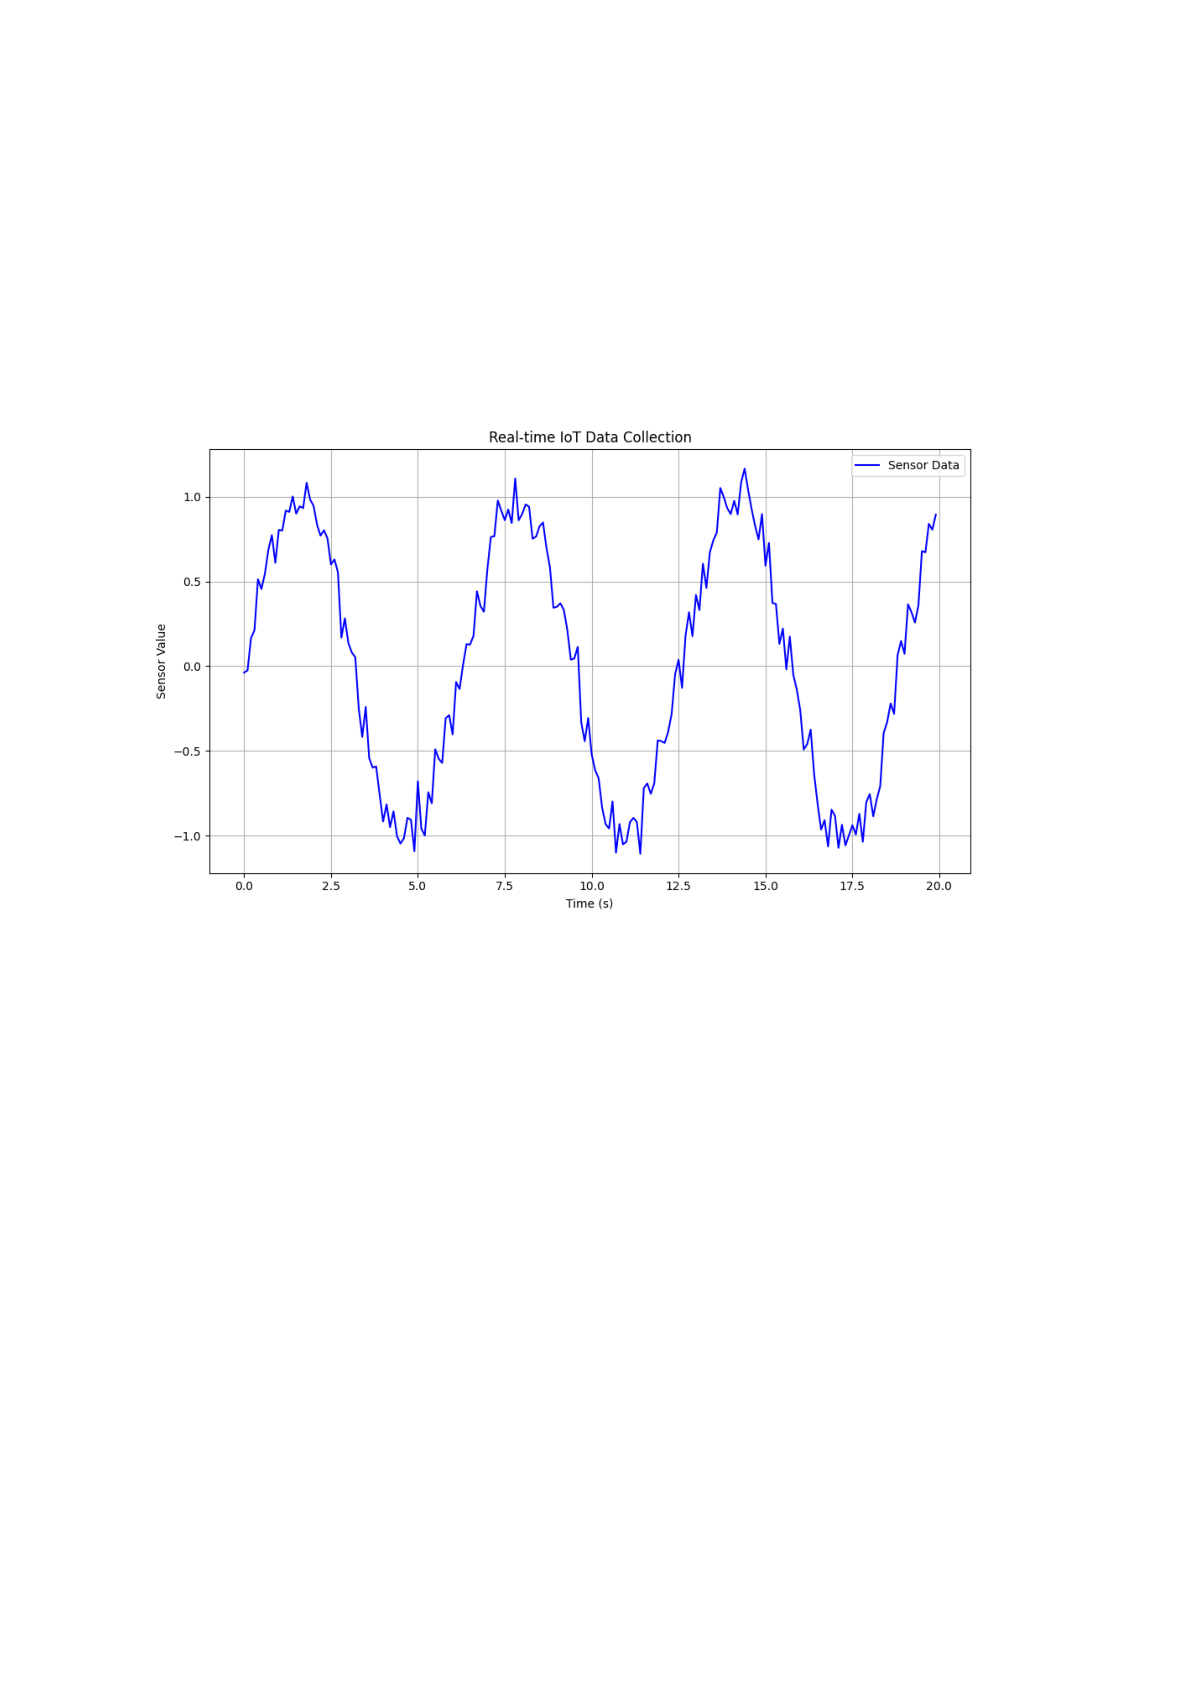 Real-time IoT Data Collection
Sensor Data
1.0
0.5
0.0
−0.5
−1.0
Sensor Value
0.0 2.5 5.0 7.5 10.0 12.5 15.0 17.5 20.0
Time (s)